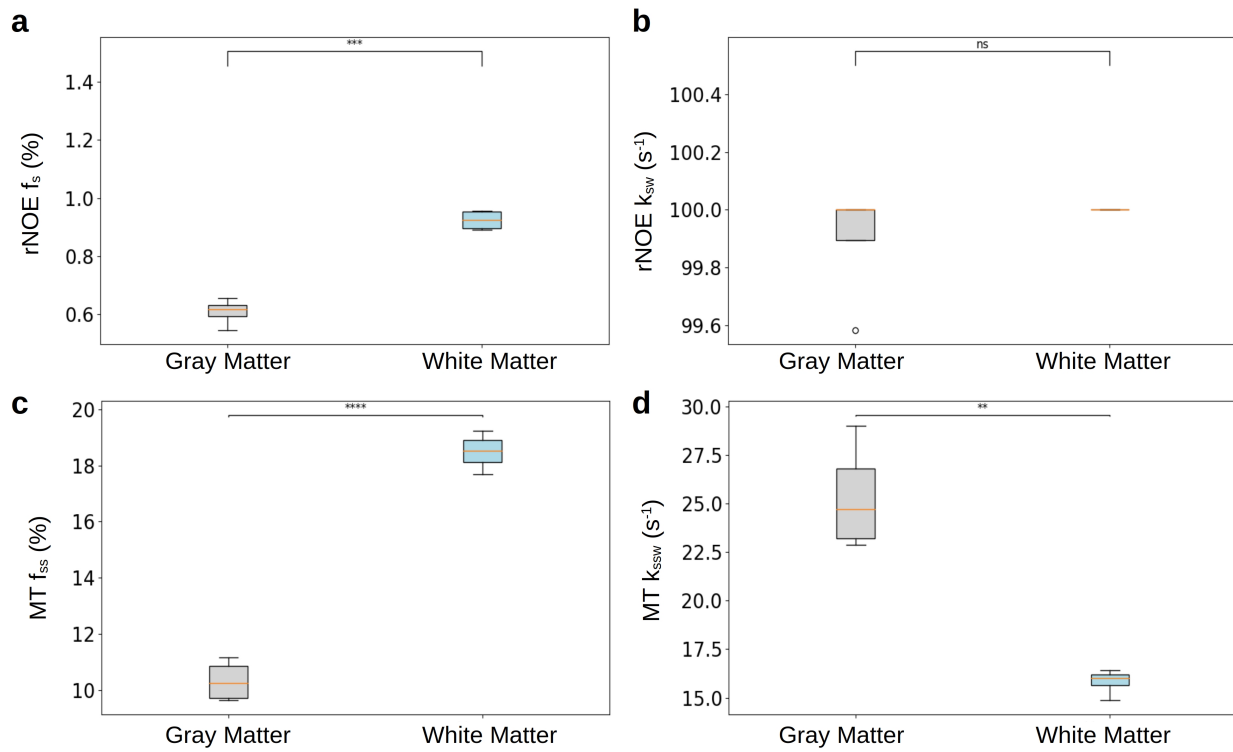 a
***
rNOE fₛ (%)
1.4
1.2
1.0
0.8
0.6
Gray Matter
White Matter
b
ns
rNOE k_sw (s⁻¹)
100.4
100.2
100.0
99.8
99.6
Gray Matter
White Matter
c
****
MT f_ss (%)
20
18
16
14
12
10
Gray Matter
White Matter
d
**
MT k_ssw (s⁻¹)
30.0
27.5
25.0
22.5
20.0
17.5
15.0
Gray Matter
White Matter